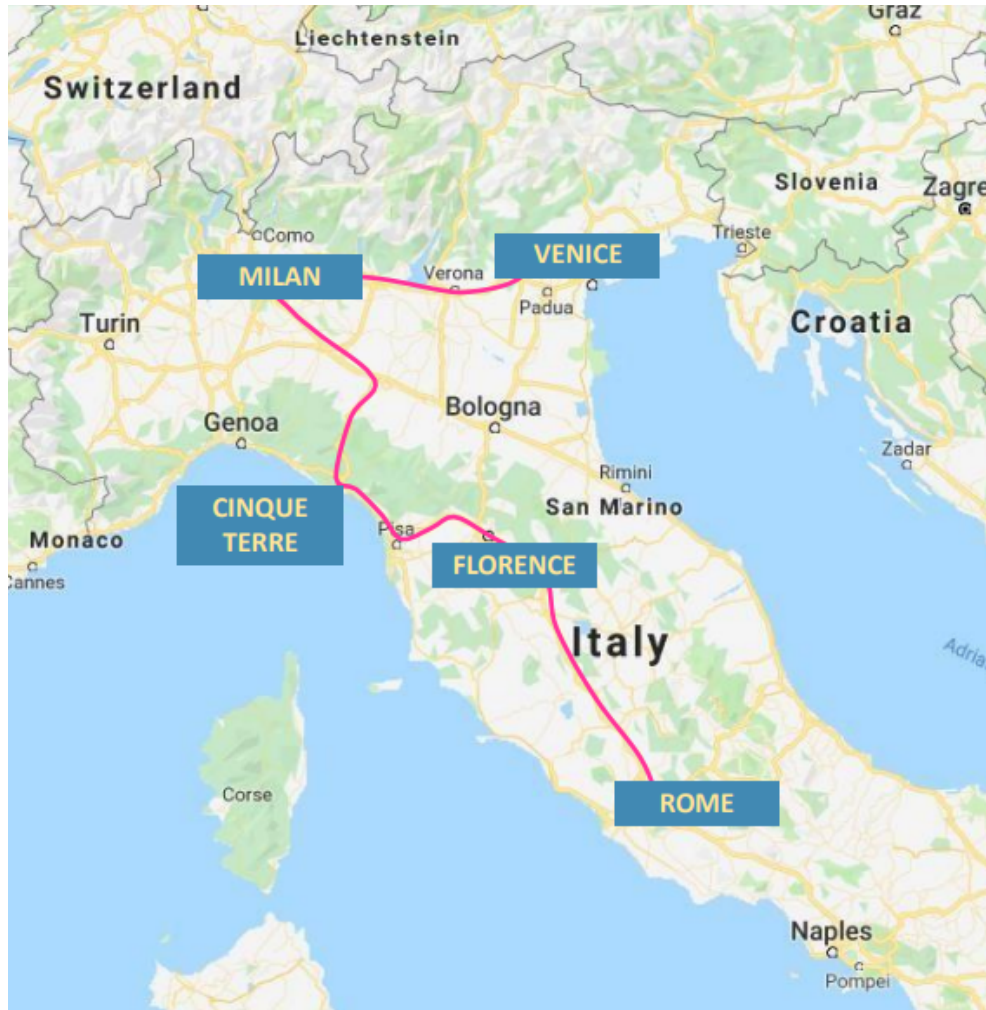 Graz
Liechtenstein
Switzerland
Slovenia
Zagre
Como
Trieste
VENICE
MILAN
Verona
Padua
Turin
Croatia
Bologna
Genoa
Zadar
Rimini
CINQUE
TERRE
San Marino
Pisa
Monaco
FLORENCE
Cannes
Italy
Adria
Corse
ROME
Naples
Pompei